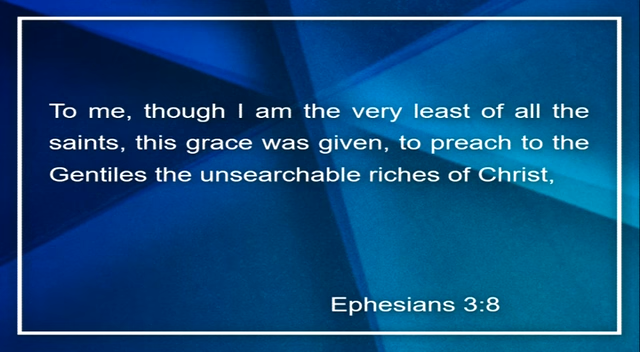 To me, though I am the very least of all the
saints, this grace was given, to preach to the
Gentiles the unsearchable riches of Christ,
Ephesians 3:8